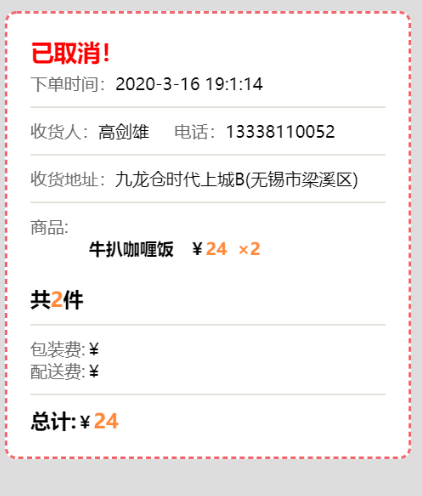 已取消！
下单时间：2020-3-16 19:1:14
收货人：高剑雄 电话：13338110052
收货地址：九龙仓时代上城B(无锡市梁溪区)
商品:
牛扒咖喱饭 ¥24 ×2
共2件
包装费:¥
配送费:¥
总计:¥24